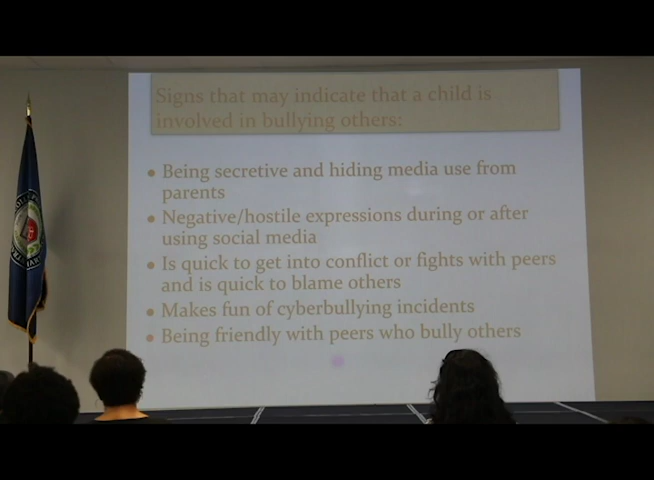 Signs that may indicate that a child is
involved in bullying others:
• Being secretive and hiding media use from
parents
• Negative/hostile expressions during or after
using social media
• Is quick to get into conflict or fights with peers
and is quick to blame others
• Makes fun of cyberbullying incidents
• Being friendly with peers who bully others